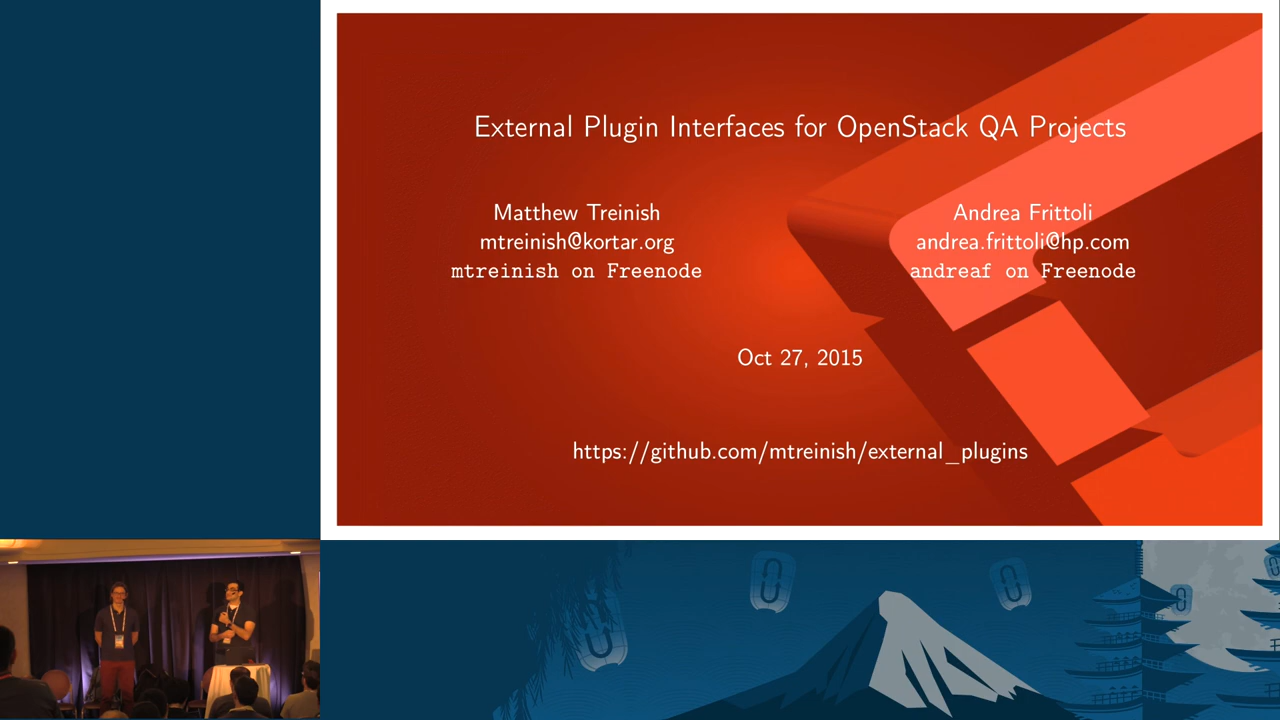 External Plugin Interfaces for OpenStack QA Projects
Matthew Treinish
mtreinish@kortar.org
mtreinish on Freenode
Andrea Frittoli
andrea.frittoli@hp.com
andreaf on Freenode
Oct 27, 2015
https://github.com/mtreinish/external_plugins